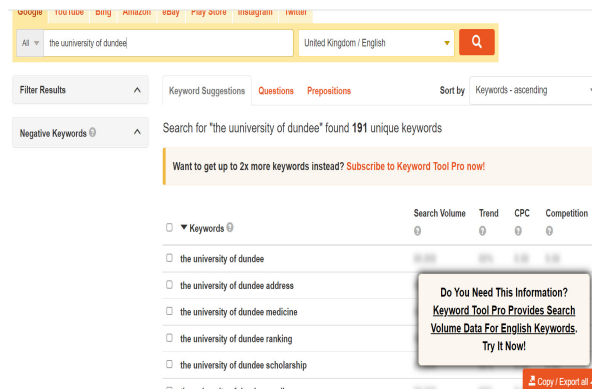 Google YouTube Bing Amazon eBay Play Store Instagram Twitter
All the uuniversity of dundee United Kingdom / English
Filter Results Keyword Suggestions Questions Prepositions Sort by Keywords - ascending
Negative Keywords ? Search for "the uuniversity of dundee" found 191 unique keywords
Want to get up to 2x more keywords instead? Subscribe to Keyword Tool Pro now!
Search Volume Trend CPC Competition
Keywords ? ? ? ? ?
the university of dundee
the university of dundee address
the university of dundee medicine
the university of dundee ranking
the university of dundee scholarship
Do You Need This Information?
Keyword Tool Pro Provides Search
Volume Data For English Keywords.
Try It Now!
Copy / Export all